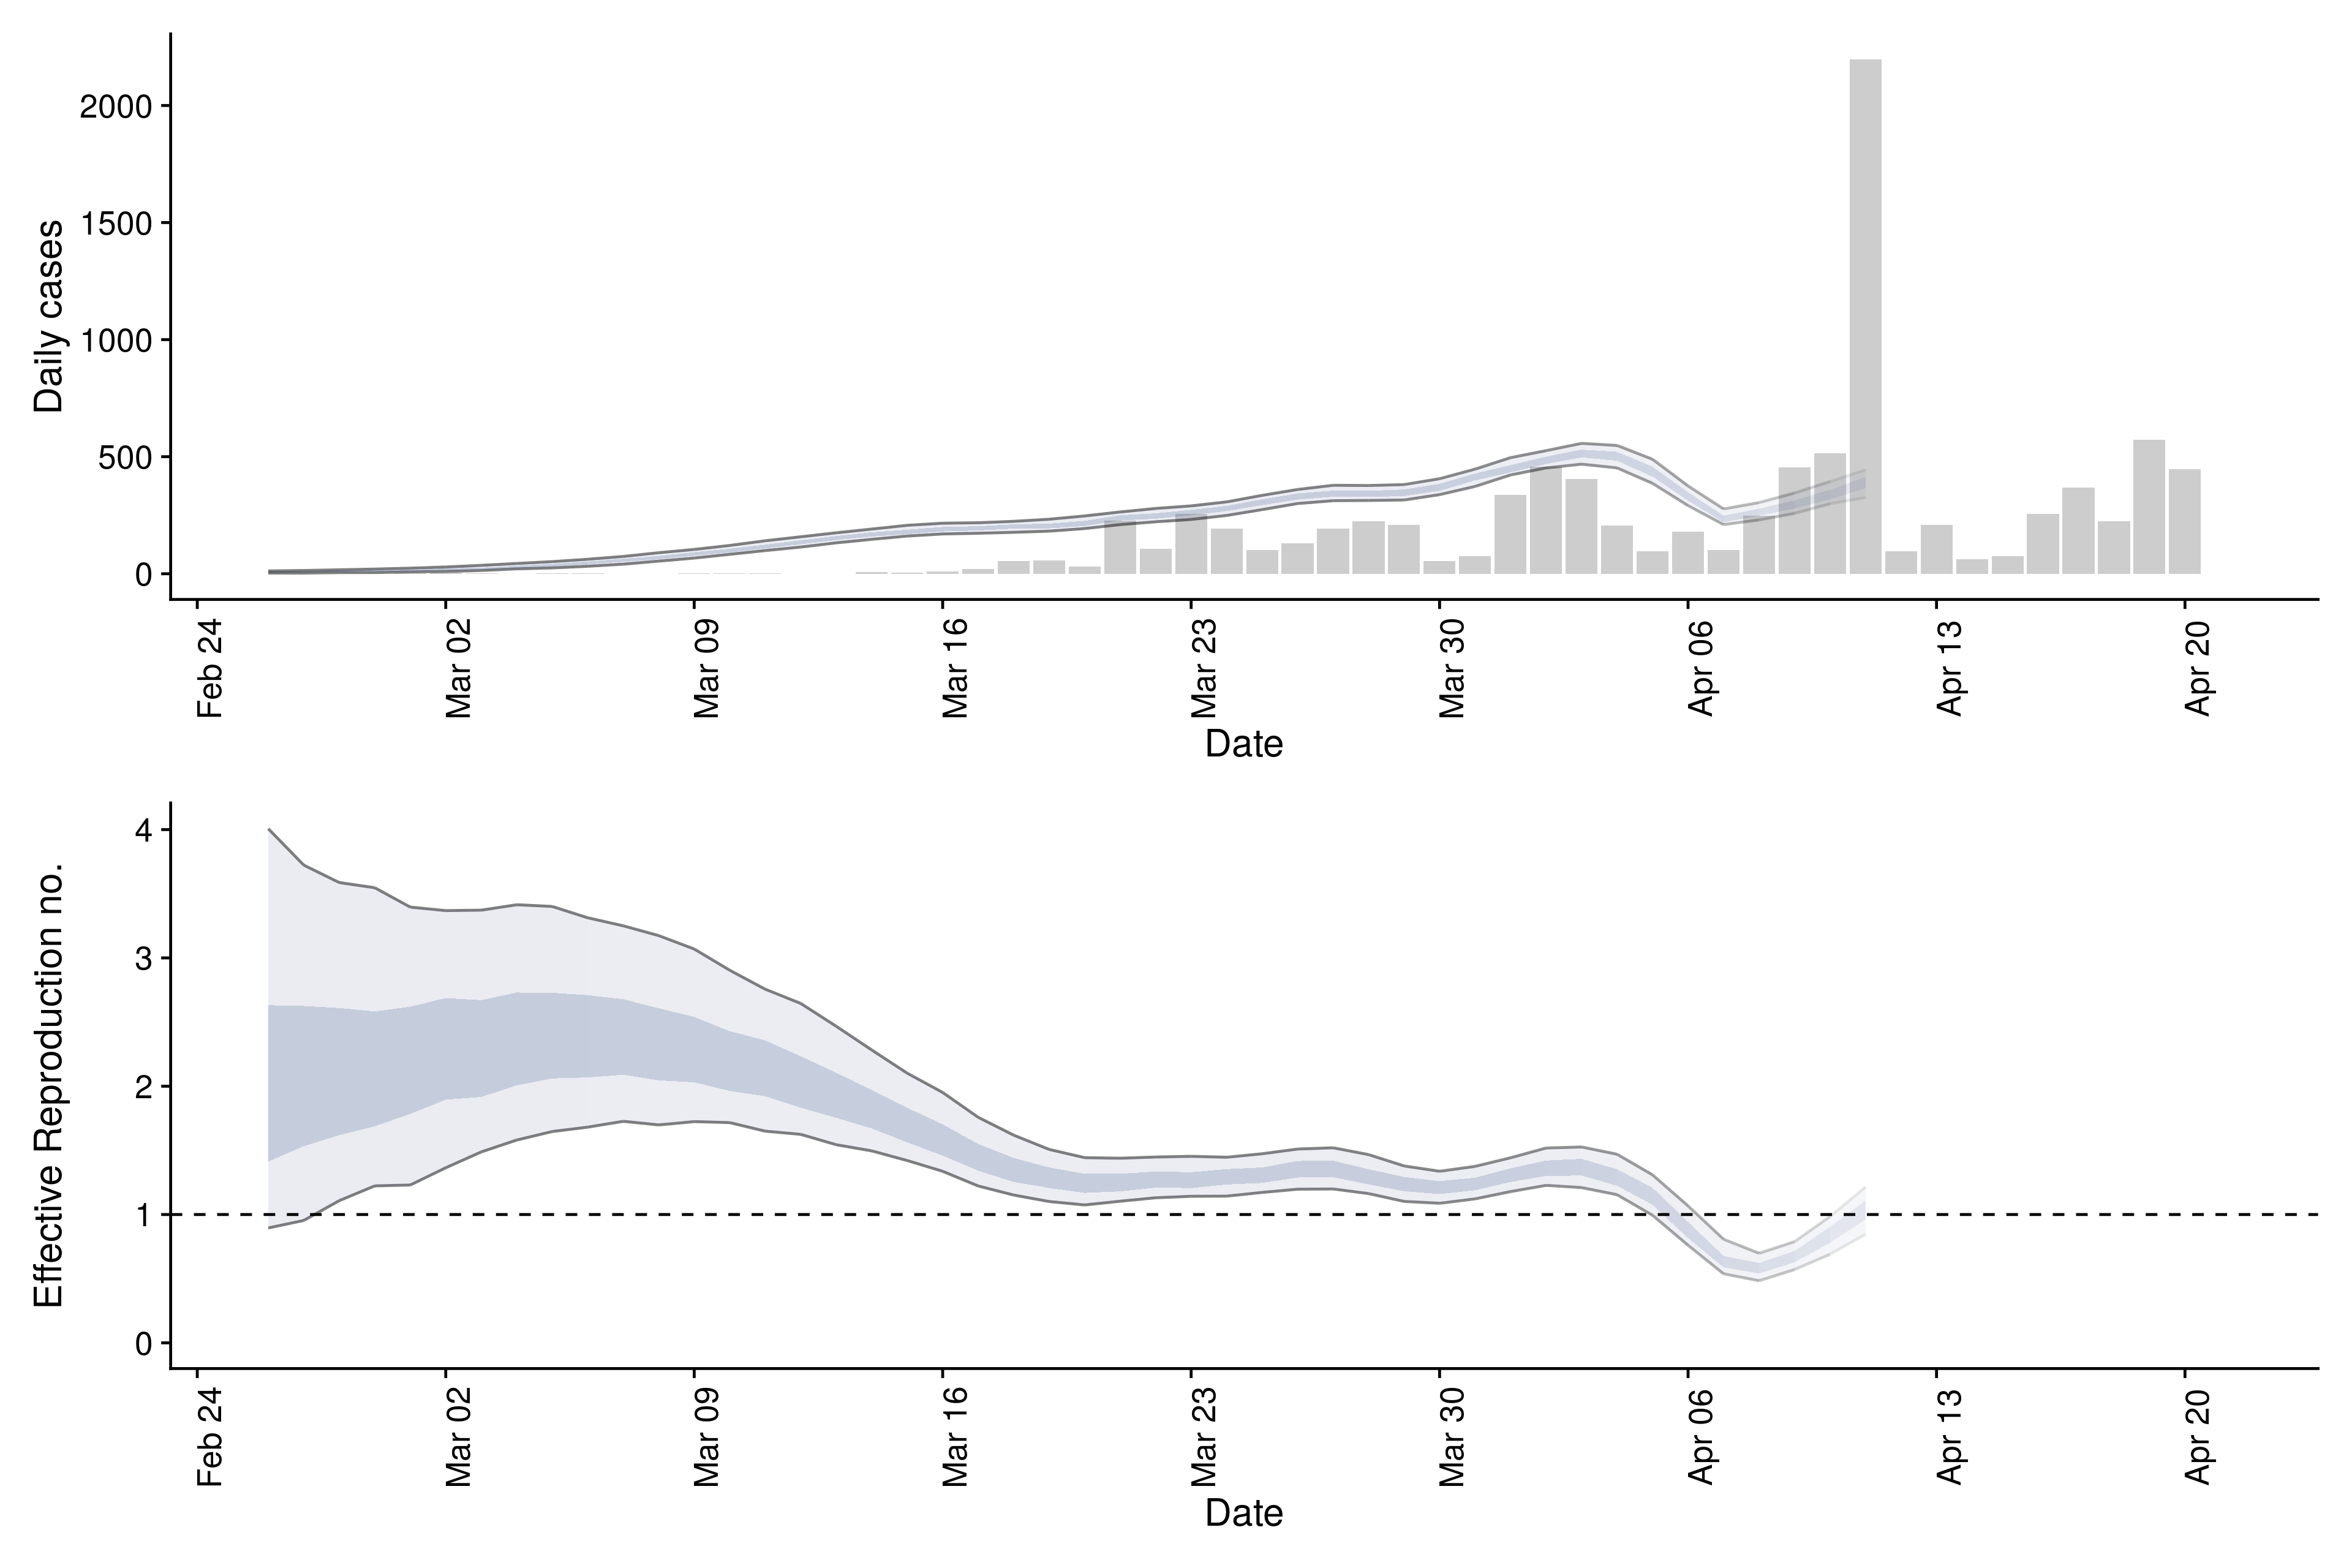 Daily cases
2000
1500
1000
500
0
Feb 24
Mar 02
Mar 09
Mar 16
Mar 23
Mar 30
Apr 06
Apr 13
Apr 20
Date
Effective Reproduction no.
4
3
2
1
0
Feb 24
Mar 02
Mar 09
Mar 16
Mar 23
Mar 30
Apr 06
Apr 13
Apr 20
Date